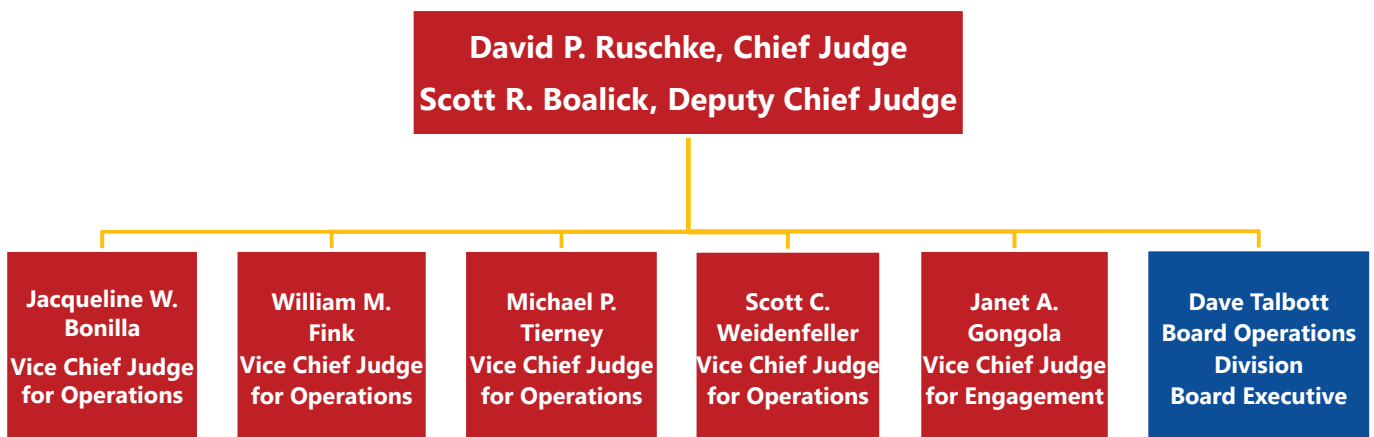 David P. Ruschke, Chief Judge
Scott R. Boalick, Deputy Chief Judge
Jacqueline W.
Bonilla
Vice Chief Judge
for Operations
William M.
Fink
Vice Chief Judge
for Operations
Michael P.
Tierney
Vice Chief Judge
for Operations
Scott C.
Weidenfeller
Vice Chief Judge
for Operations
Janet A.
Gongola
Vice Chief Judge
for Engagement
Dave Talbott
Board Operations
Division
Board Executive